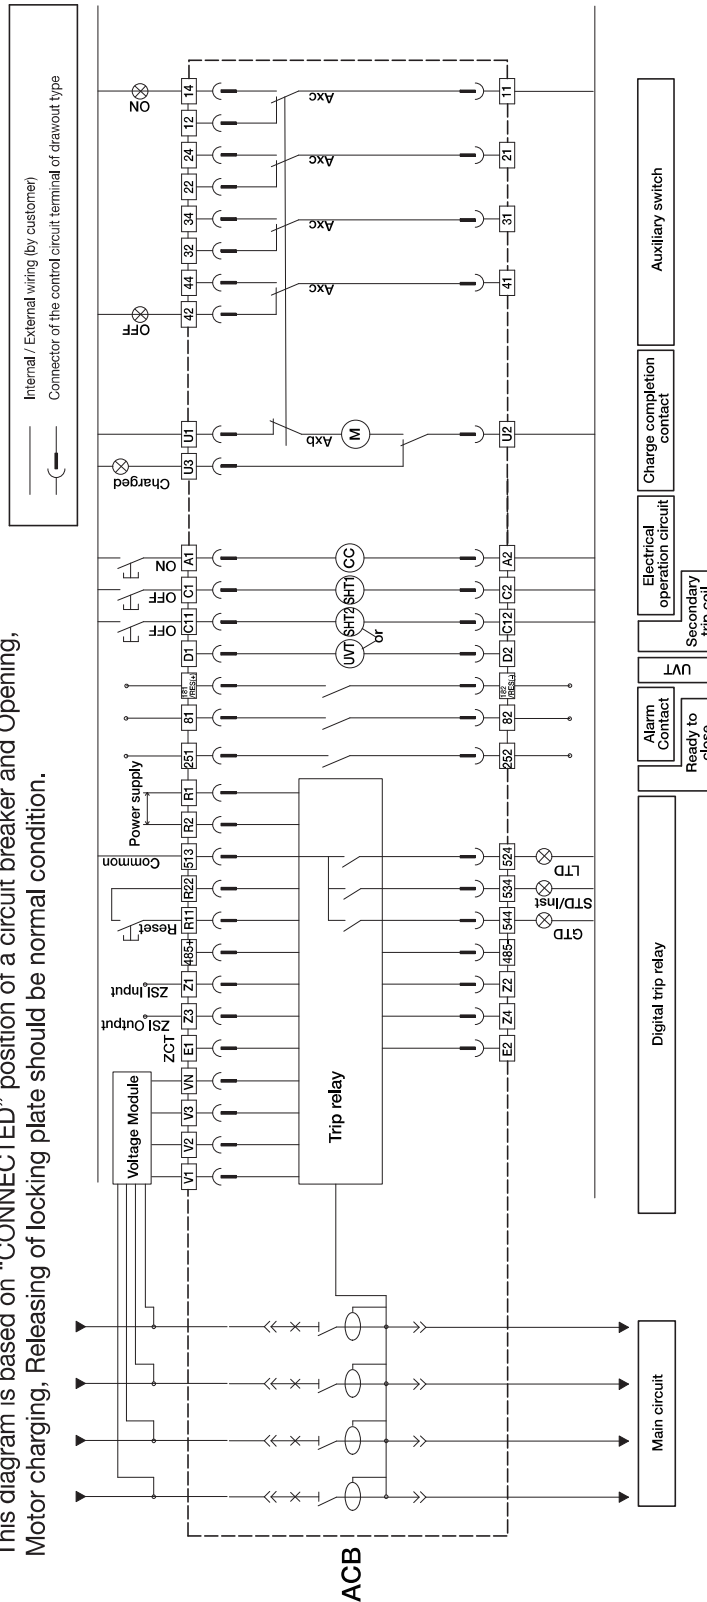 This diagram is based on "CONNECTED" position of a circuit breaker and Opening,
Motor charging, Releasing of locking plate should be normal condition.
Internal / External wiring (by customer)
Connector of the control circuit terminal of drawout type
ACB
Voltage Module
ZCT
ZSI Output
ZSI Input
Reset
Common
Power supply
OFF
OFF
ON
Charged
OFF
ON
V1
V2
V3
VN
E1
Z3
Z1
485+
R11
R22
513
R2
R1
251
81
181
/RES(+)
D1
C11
C1
A1
U3
U1
42
44
32
34
22
24
12
14
Trip relay
UVT
or
SHT2
SHT1
CC
M
Axb
Axc
Axc
Axc
Axc
E2
Z4
Z2
485-
544
534
524
252
82
182
/RES(-)
D2
C12
C2
A2
U2
41
31
21
11
GTD
STD/Inst
LTD
Main circuit
Digital trip relay
Ready to
Alarm
Contact
UVT
Secondary
Electrical
operation circuit
Charge completion
contact
Auxiliary switch